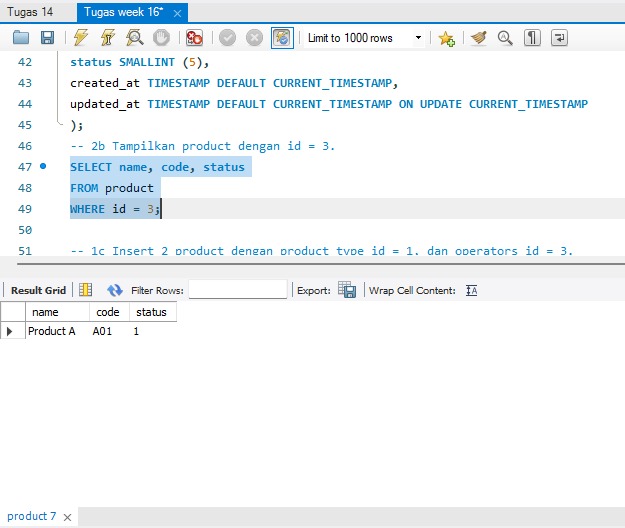 Tugas 14 Tugas week 16*
Limit to 1000 rows
42 status SMALLINT (5),
43 created_at TIMESTAMP DEFAULT CURRENT_TIMESTAMP,
44 updated_at TIMESTAMP DEFAULT CURRENT_TIMESTAMP ON UPDATE CURRENT_TIMESTAMP
45 );
46 -- 2b Tampilkan product dengan id = 3.
47 SELECT name, code, status
48 FROM product
49 WHERE id = 3;
50
51 -- 1c Insert 2 product dengan product type id = 1, dan operators id = 3.
Result Grid Filter Rows: Export: Wrap Cell Content:
name code status
Product A A01 1
product 7